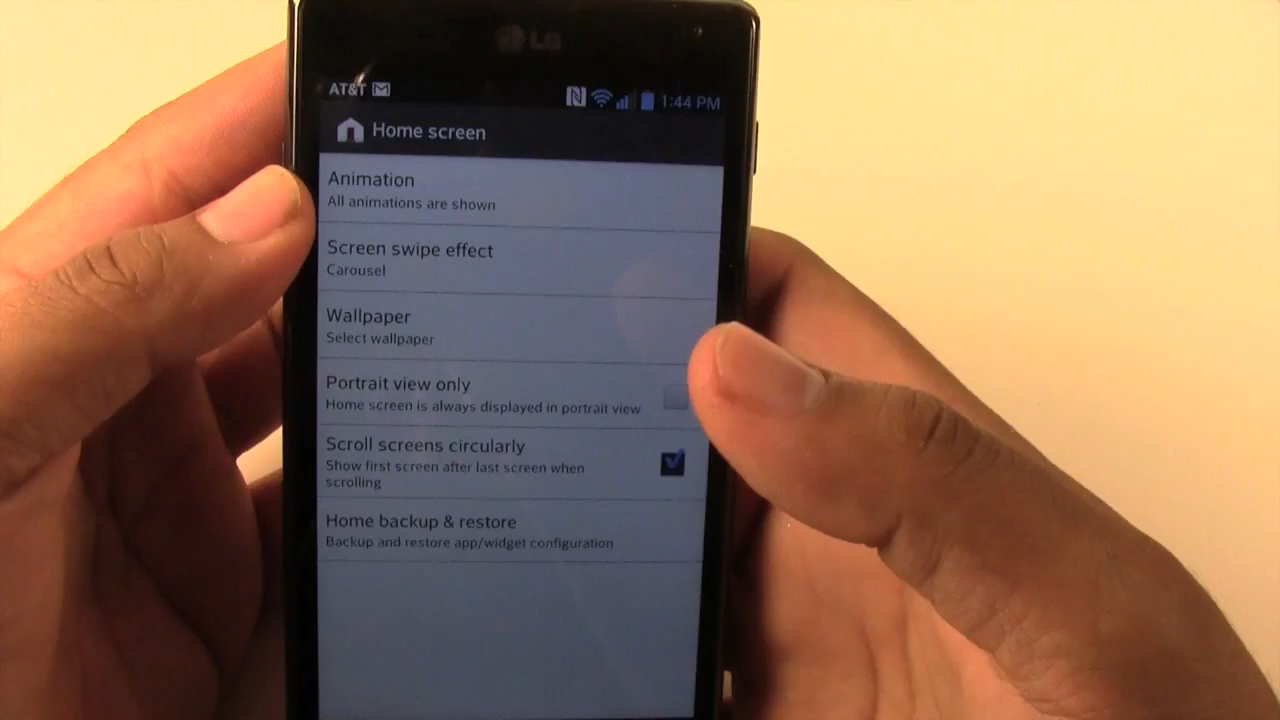 LG
AT&T 1:44 PM
Home screen
Animation
All animations are shown
Screen swipe effect
Carousel
Wallpaper
Select wallpaper
Portrait view only
Home screen is always displayed in portrait view
Scroll screens circularly
Show first screen after last screen when
scrolling
Home backup & restore
Backup and restore app/widget configuration